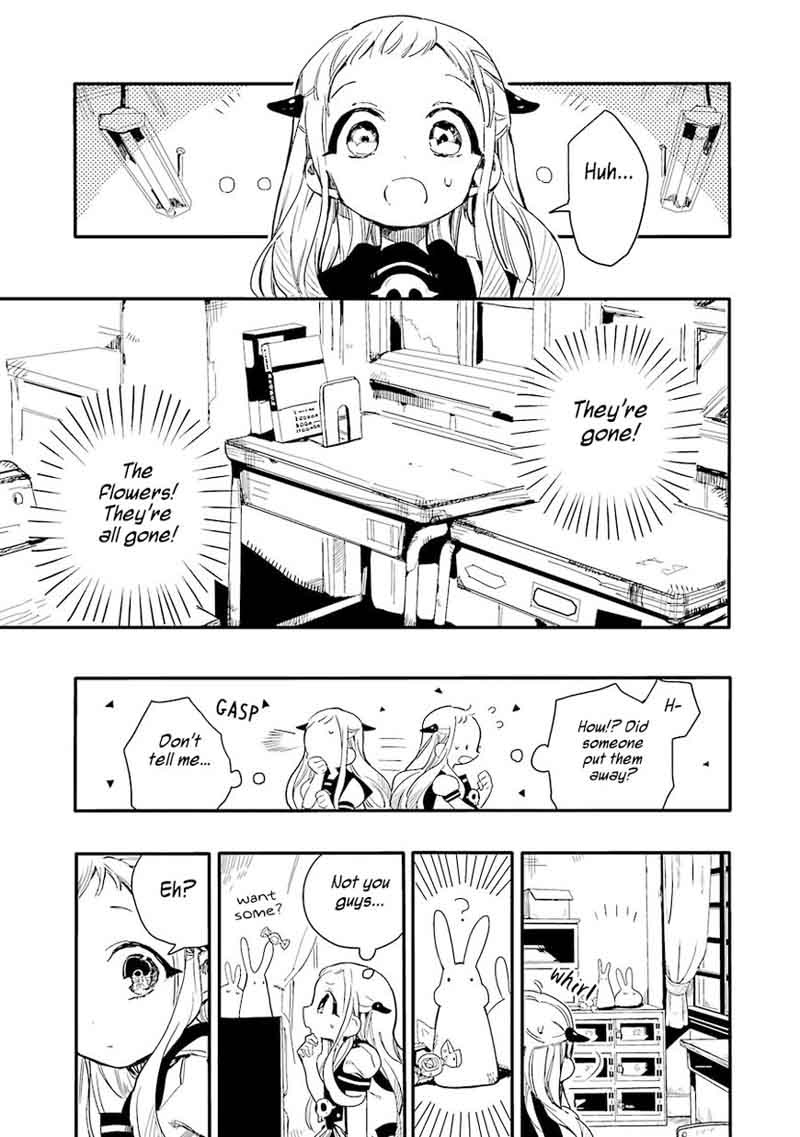 Huh...
They're
gone!
The
flowers!
They're
all gone!
H-
How!? Did
someone
put them
away?
GASP
Don't
tell me...
whirl
?
Not you
guys...
want
some?
Eh?